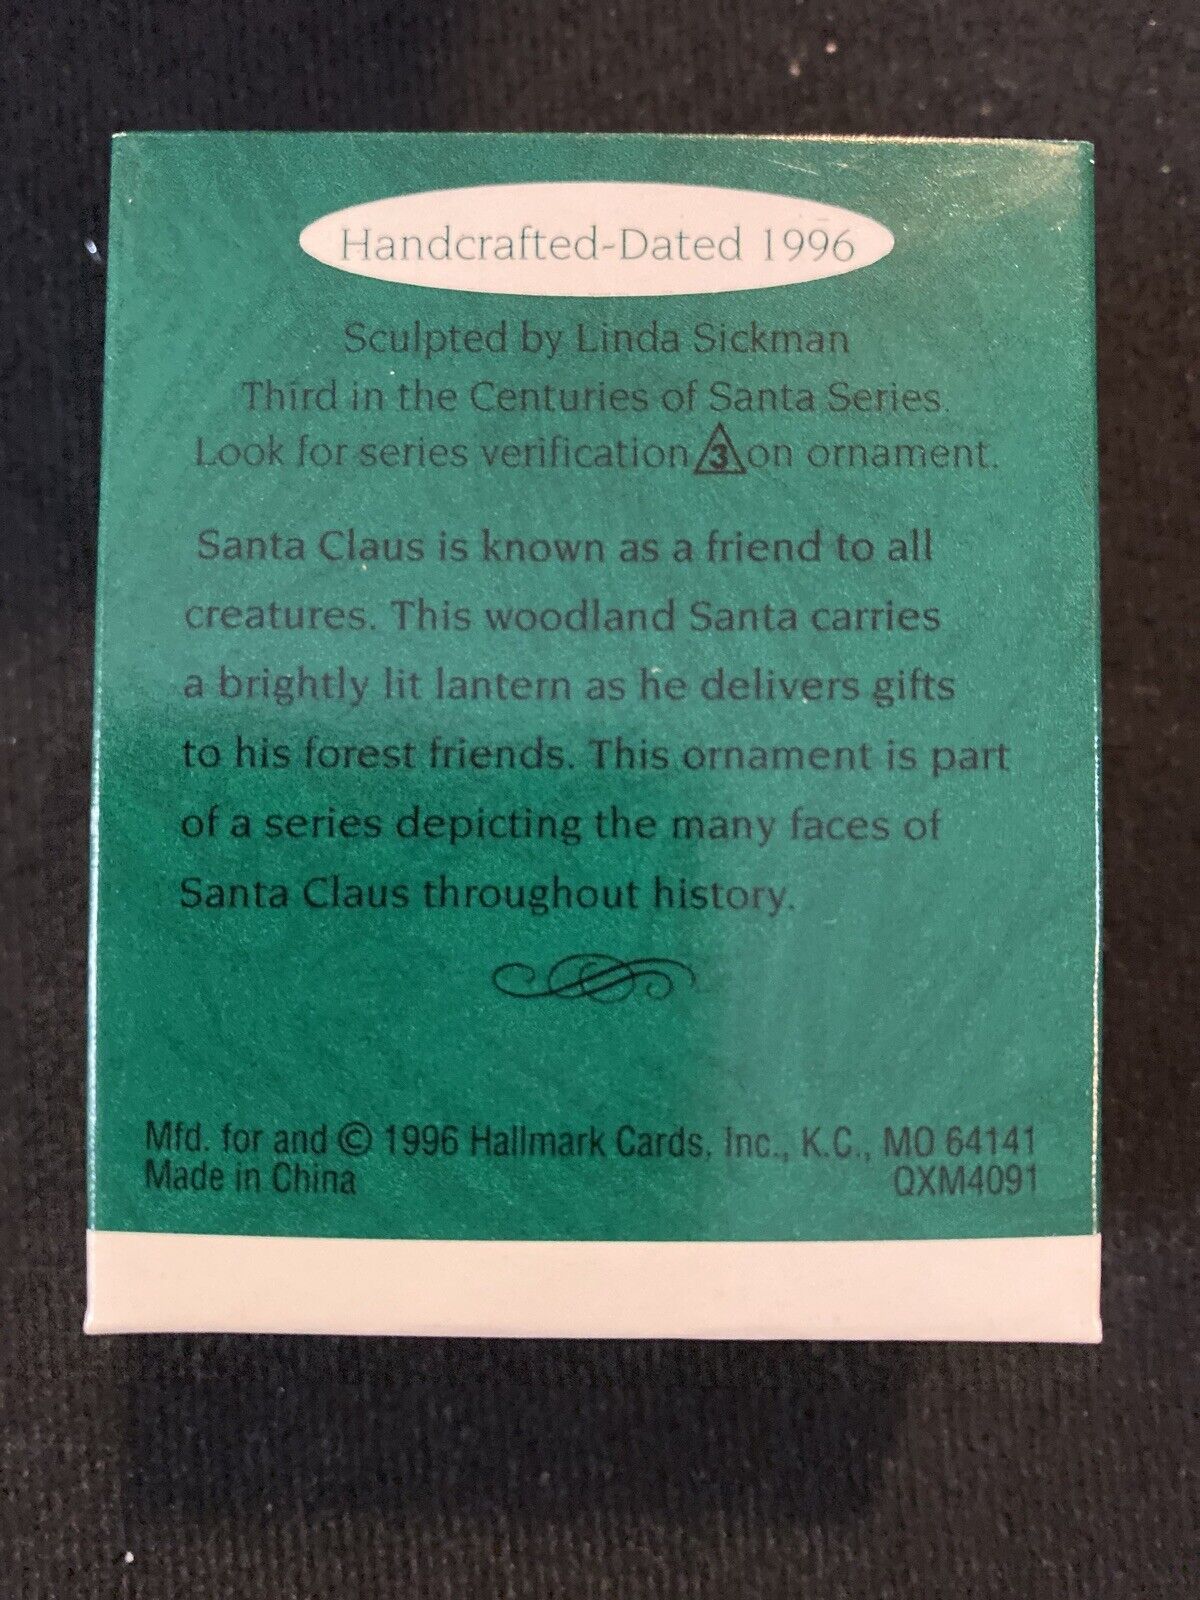 Handcrafted-Dated 1996
Sculpted by Linda Sickman
Third in the Centuries of Santa Series.
Look for series verification 3 on ornament.
Santa Claus is known as a friend to all
creatures. This woodland Santa carries
a brightly lit lantern as he delivers gifts
to his forest friends. This ornament is part
of a series depicting the many faces of
Santa Claus throughout history.
Mfd. for and © 1996 Hallmark Cards, Inc., K.C., MO 64141
Made in China QXM4091